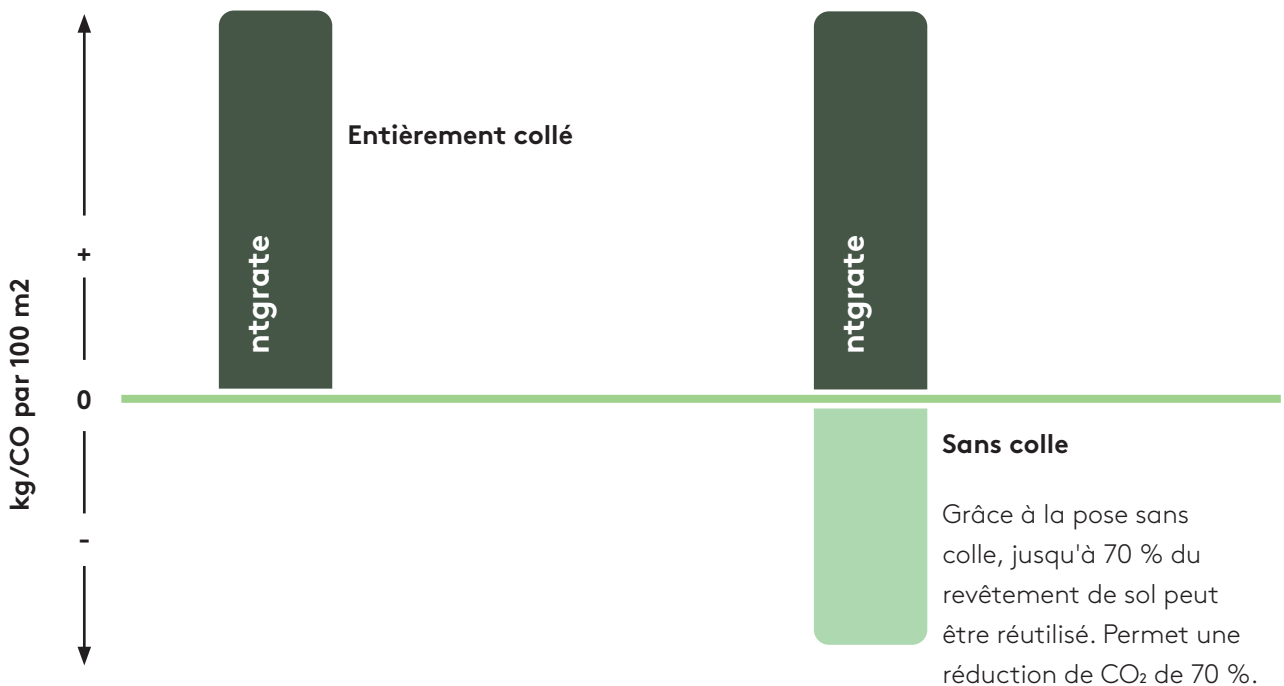 kg/CO par 100 m2
+
0
-
ntgrate
Entièrement collé
ntgrate
Sans colle
Grâce à la pose sans
colle, jusqu'à 70 % du
revêtement de sol peut
être réutilisé. Permet une
réduction de CO₂ de 70 %.